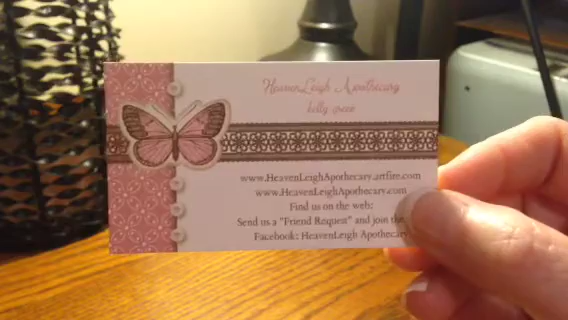 HeavenLeigh Apothecary
kelly
www.HeavenLeighApothecary.artfire.com
www.HeavenLeighApothecary.com
Find us on the web:
Send us a "Friend Request" and join the
Facebook: HeavenLeigh Apothecary